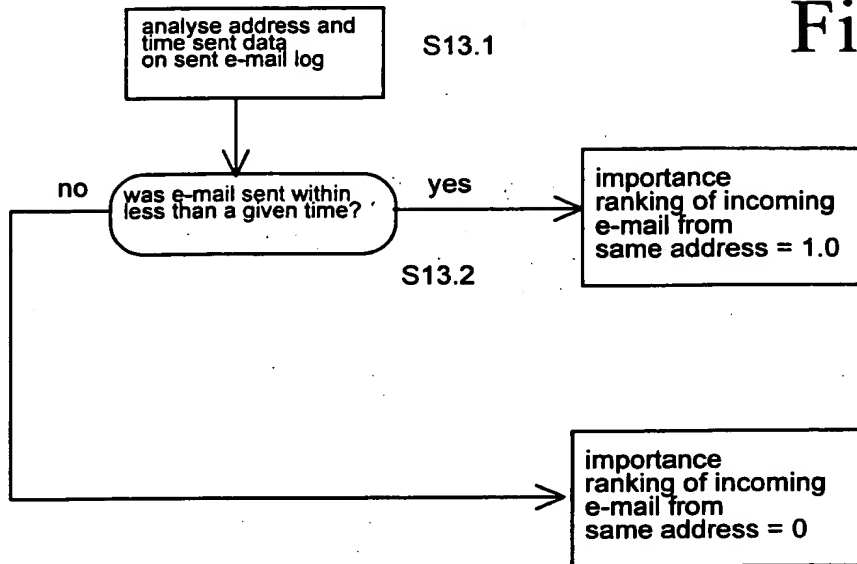 Fi
analyse address and
time sent data
on sent e-mail log
S13.1
no
was e-mail sent within
less than a given time?
yes
S13.2
importance
ranking of incoming
e-mail from
same address = 1.0
importance
ranking of incoming
e-mail from
same address = 0